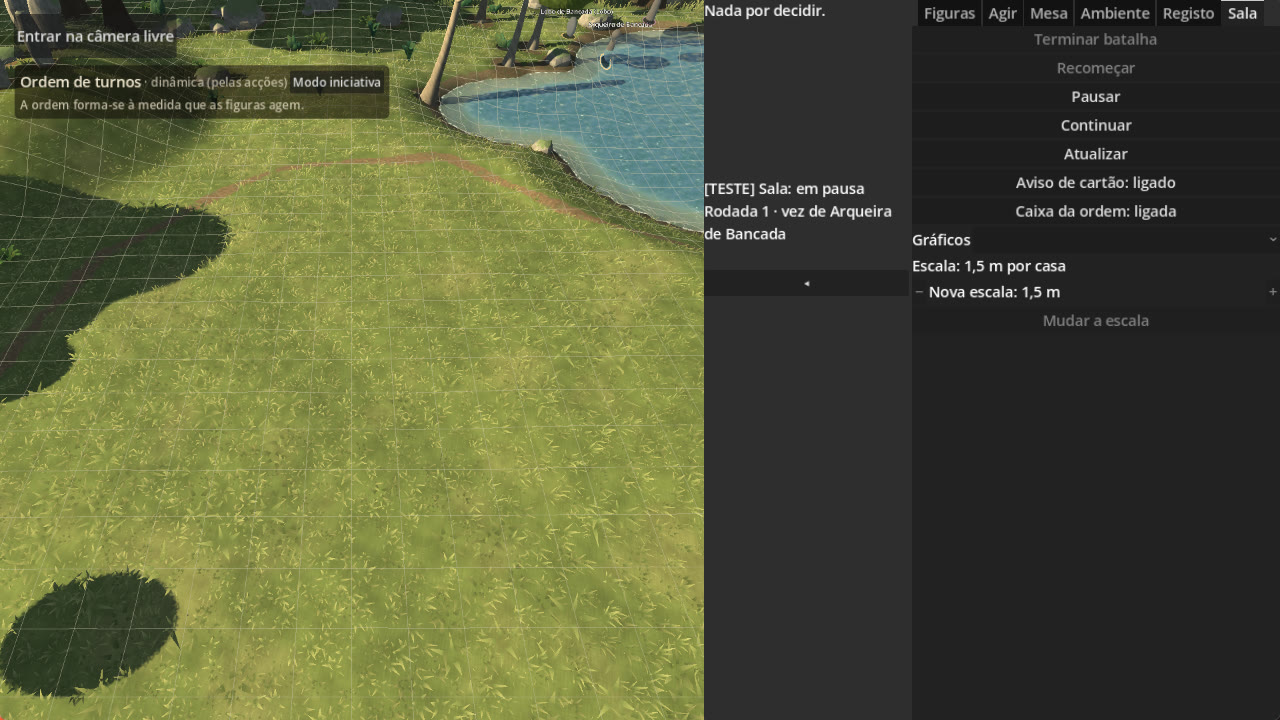 Entrar na câmera livre
Ordem de turnos · dinâmica (pelas acções) Modo iniciativa
A ordem forma-se à medida que as figuras agem.
Nada por decidir.
[TESTE] Sala: em pausa
Rodada 1 · vez de Arqueira
de Bancada
Figuras Agir Mesa Ambiente Registo Sala
Terminar batalha
Recomeçar
Pausar
Continuar
Atualizar
Aviso de cartão: ligado
Caixa da ordem: ligada
Gráficos
Escala: 1,5 m por casa
− Nova escala: 1,5 m +
Mudar a escala